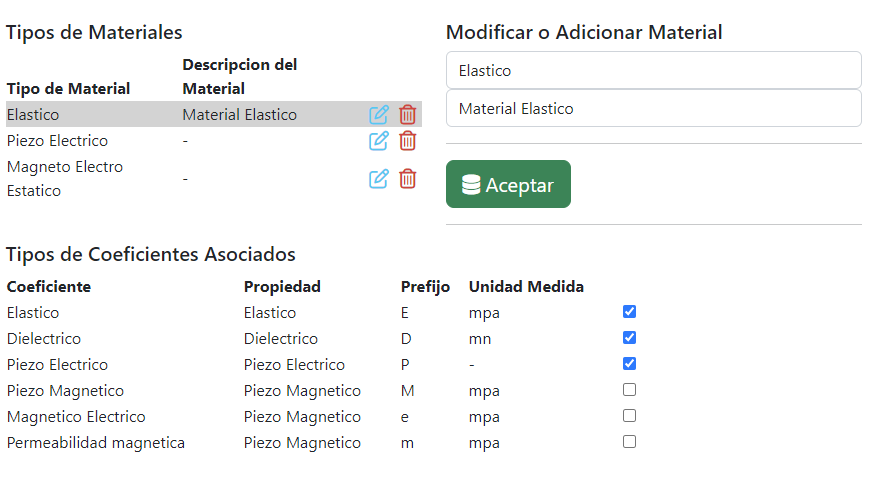 Tipos de Materiales
Tipo de Material Descripcion del Material
Elastico Material Elastico
Piezo Electrico -
Magneto Electro Estatico -
Modificar o Adicionar Material
Elastico
Material Elastico
Aceptar
Tipos de Coeficientes Asociados
Coeficiente Propiedad Prefijo Unidad Medida
Elastico Elastico E mpa
Dielectrico Dielectrico D mn
Piezo Electrico Piezo Electrico P -
Piezo Magnetico Piezo Magnetico M mpa
Magnetico Electrico Piezo Magnetico e mpa
Permeabilidad magnetica Piezo Magnetico m mpa